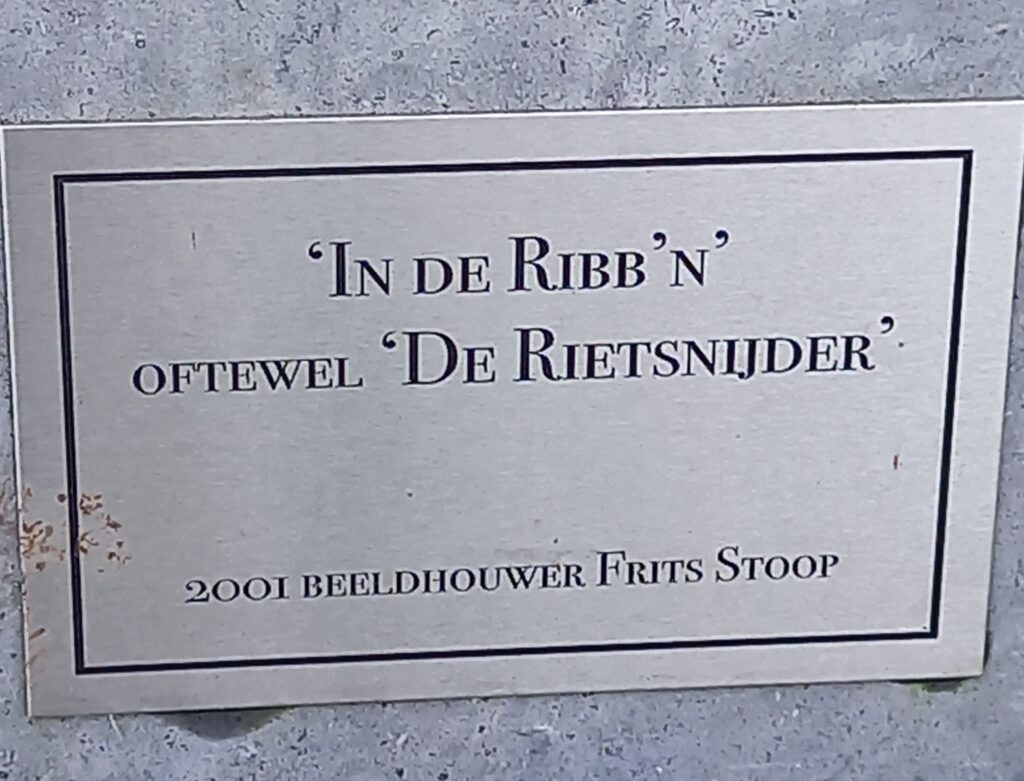 ‘In de Ribb’n’
oftewel ‘De Rietsnijder’
2001 beeldhouwer Frits Stoop